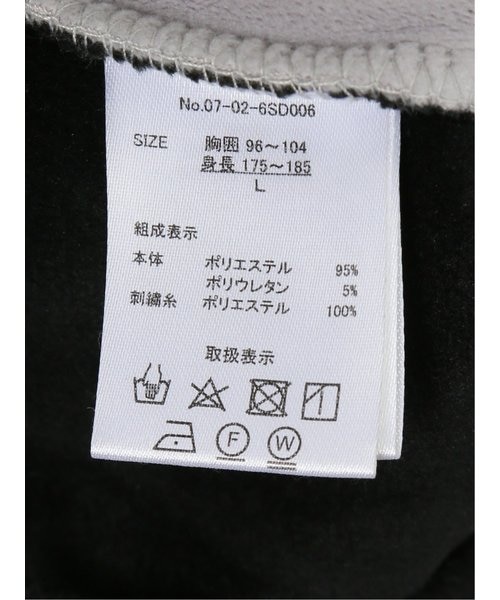 No.07-02-6SD006
SIZE 胸囲 96～104
身長 175～185
L
組成表示
本体 ポリエステル 95%
ポリウレタン 5%
刺繍糸 ポリエステル 100%
取扱表示
F W